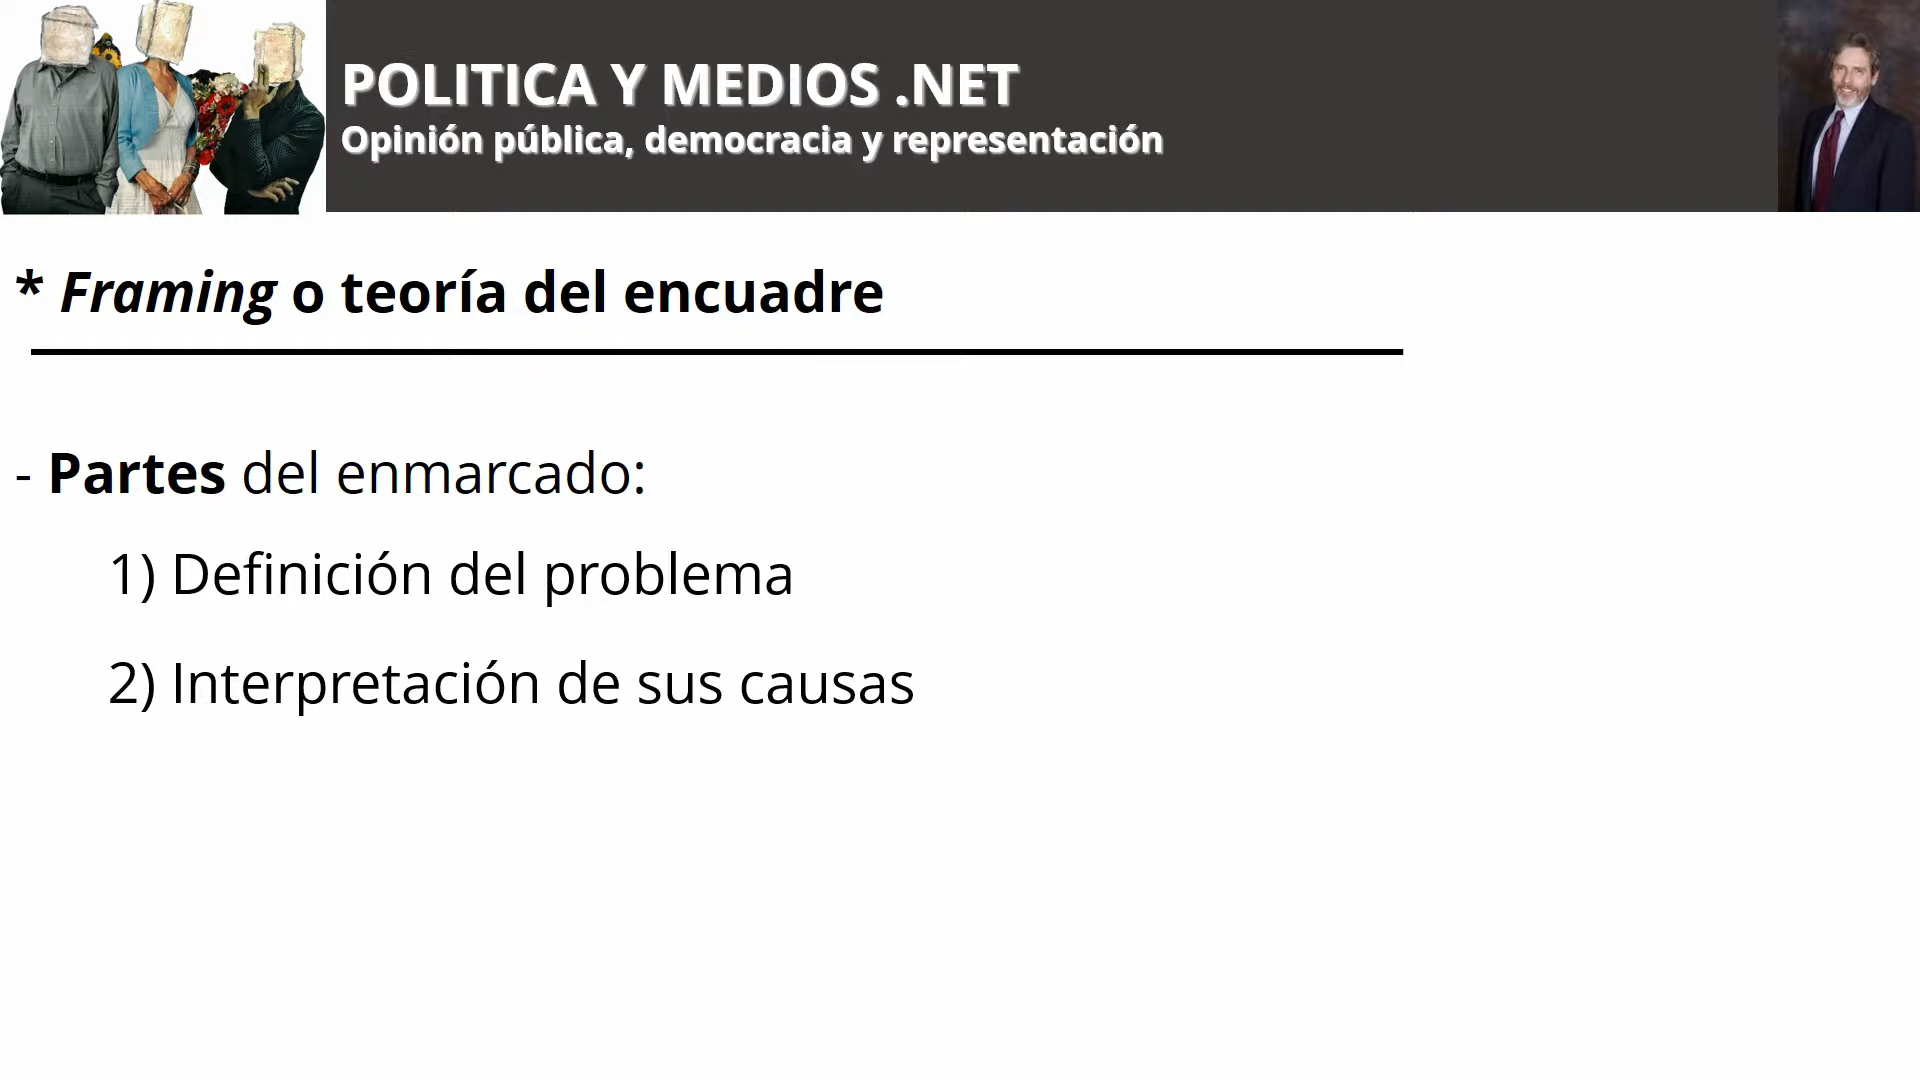 POLITICA Y MEDIOS .NET
Opinión pública, democracia y representación
* Framing o teoría del encuadre
- Partes del enmarcado:
1) Definición del problema
2) Interpretación de sus causas